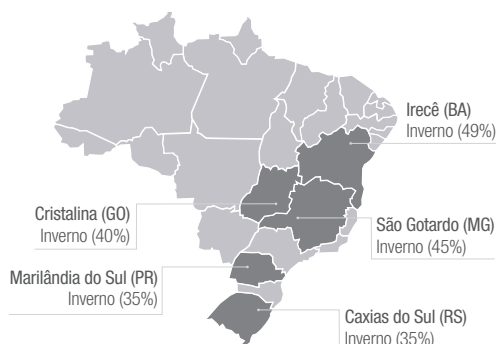 Irecê (BA)
Inverno (49%)
Cristalina (GO)
Inverno (40%)
São Gotardo (MG)
Inverno (45%)
Marilândia do Sul (PR)
Inverno (35%)
Caxias do Sul (RS)
Inverno (35%)